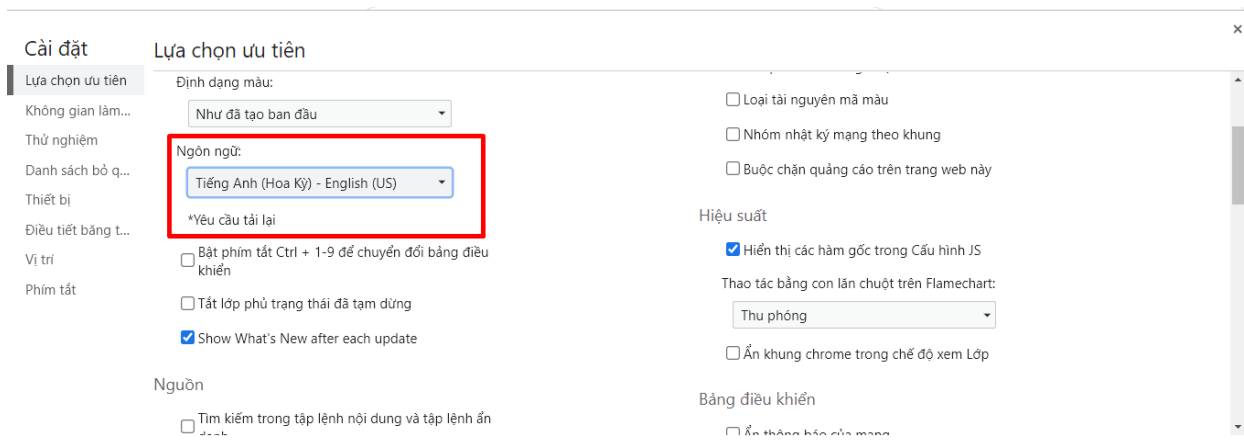 Cài đặt
Lựa chọn ưu tiên
Không gian làm...
Thử nghiệm
Danh sách bỏ q...
Thiết bị
Điều tiết băng t...
Vị trí
Phím tắt
Lựa chọn ưu tiên
Định dạng màu:
Như đã tạo ban đầu
Ngôn ngữ:
Tiếng Anh (Hoa Kỳ) - English (US)
*Yêu cầu tải lại
Bật phím tắt Ctrl + 1-9 để chuyển đổi bảng điều
khiển
Tắt lớp phủ trạng thái đã tạm dừng
Show What's New after each update
Nguồn
Tìm kiếm trong tập lệnh nội dung và tập lệnh ẩn
danh
Loại tài nguyên mã màu
Nhóm nhật ký mạng theo khung
Buộc chặn quảng cáo trên trang web này
Hiệu suất
Hiển thị các hàm gốc trong Cấu hình JS
Thao tác bằng con lăn chuột trên Flamechart:
Thu phóng
Ẩn khung chrome trong chế độ xem Lớp
Bảng điều khiển
Ẩn thông báo của mạng